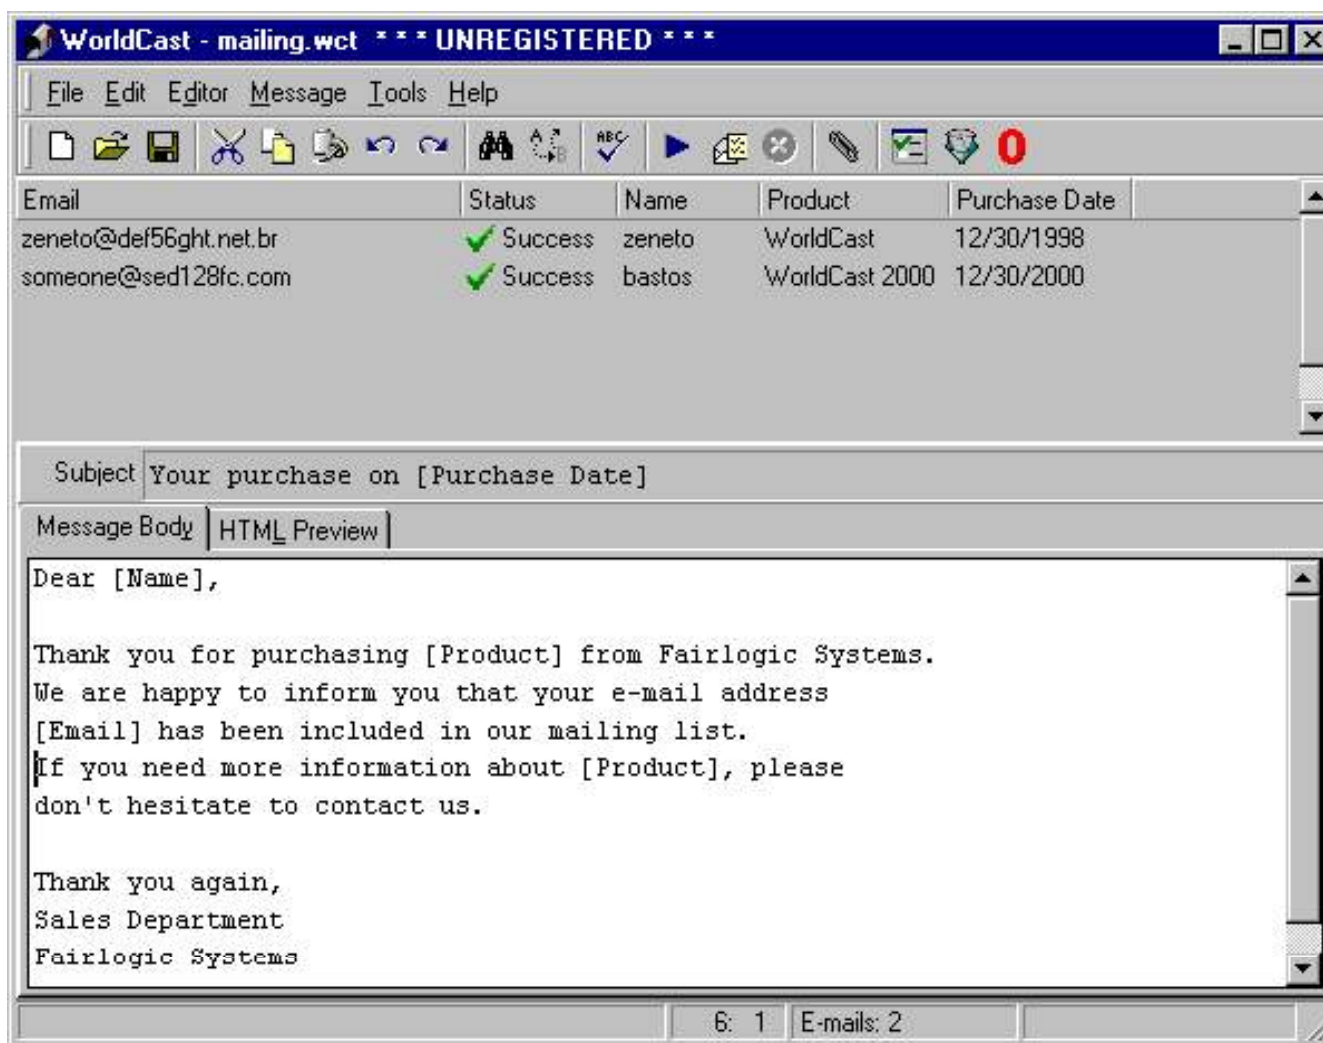 WorldCast - mailing.wct * * * UNREGISTERED * * *
File Edit Editor Message Tools Help
A B ABC 0
Email Status Name Product Purchase Date
zeneto@def56ght.net.br Success zeneto WorldCast 12/30/1998
someone@sed128fc.com Success bastos WorldCast 2000 12/30/2000
Subject Your purchase on [Purchase Date]
Message Body HTML Preview
Dear [Name],
Thank you for purchasing [Product] from Fairlogic Systems.
We are happy to inform you that your e-mail address
[Email] has been included in our mailing list.
If you need more information about [Product], please
don't hesitate to contact us.
Thank you again,
Sales Department
Fairlogic Systems
6: 1 E-mails: 2